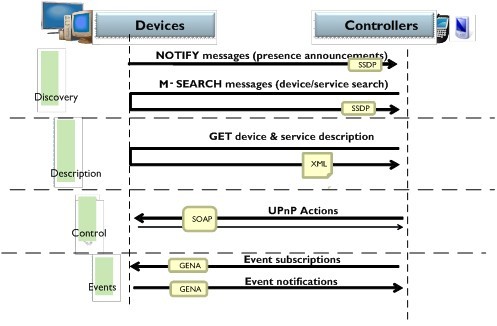 Devices
Controllers
NOTIFY messages (presence announcements)
SSDP
M-SEARCH messages (device/service search)
Discovery
SSDP
GET device & service description
XML
Description
UPnP Actions
SOAP
Control
Event subscriptions
GENA
Event notifications
Events
GENA